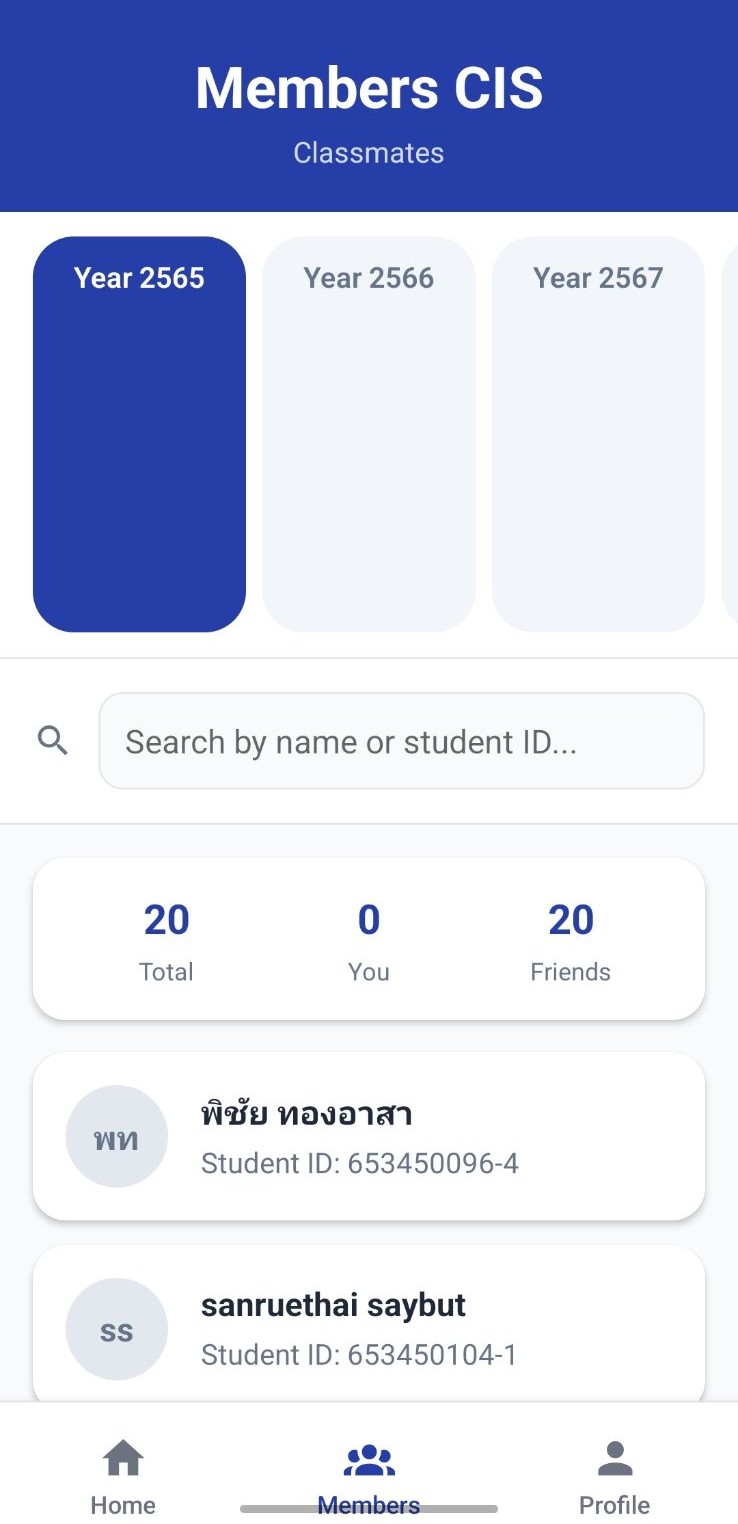 Members CIS
Classmates
Year 2565 Year 2566 Year 2567
Search by name or student ID...
20 0 20
Total You Friends
พท
พิชัย ทองอาสา
Student ID: 653450096-4
ss
sanruethai saybut
Student ID: 653450104-1
Home Members Profile